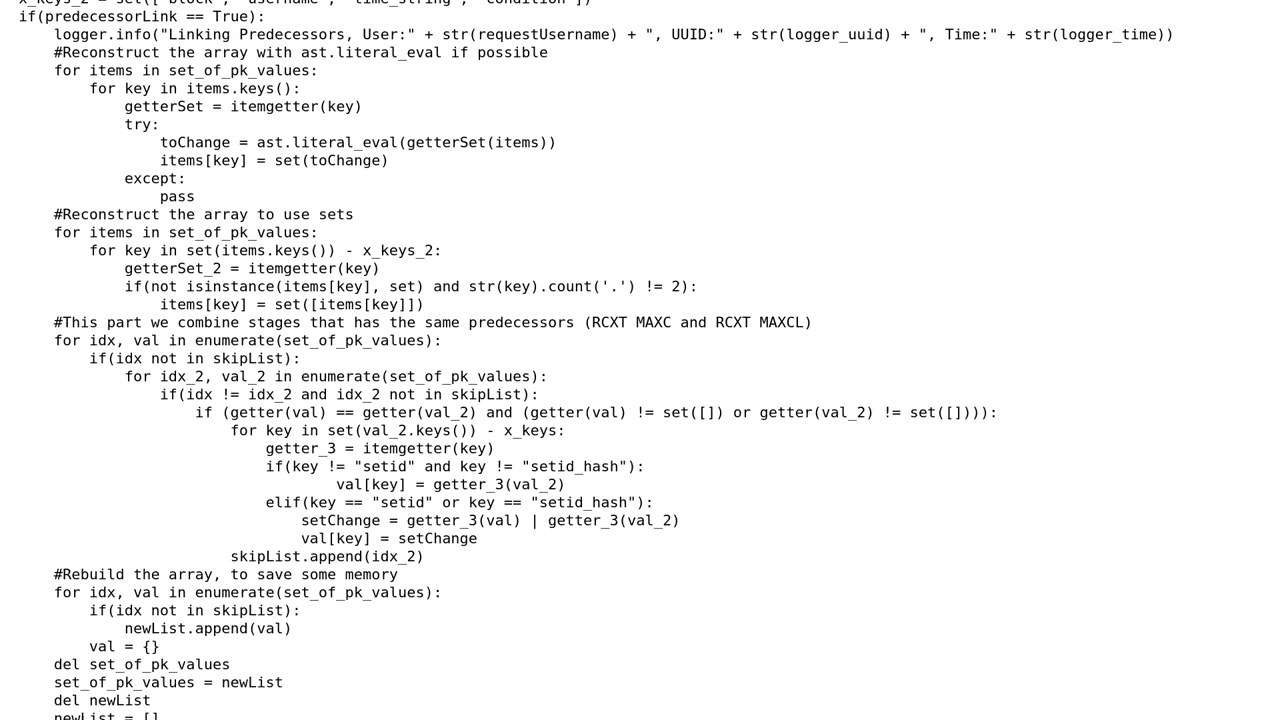 x_keys_2 = set(["block", "username", "time_string", "condition"])
if(predecessorLink == True):
    logger.info("Linking Predecessors, User:" + str(requestUsername) + ", UUID:" + str(logger_uuid) + ", Time:" + str(logger_time))
    #Reconstruct the array with ast.literal_eval if possible
    for items in set_of_pk_values:
        for key in items.keys():
            getterSet = itemgetter(key)
            try:
                toChange = ast.literal_eval(getterSet(items))
                items[key] = set(toChange)
            except:
                pass
    #Reconstruct the array to use sets
    for items in set_of_pk_values:
        for key in set(items.keys()) - x_keys_2:
            getterSet_2 = itemgetter(key)
            if(not isinstance(items[key], set) and str(key).count('.') != 2):
                items[key] = set([items[key]])
    #This part we combine stages that has the same predecessors (RCXT MAXC and RCXT MAXCL)
    for idx, val in enumerate(set_of_pk_values):
        if(idx not in skipList):
            for idx_2, val_2 in enumerate(set_of_pk_values):
                if(idx != idx_2 and idx_2 not in skipList):
                    if (getter(val) == getter(val_2) and (getter(val) != set([]) or getter(val_2) != set([]))):
                        for key in set(val_2.keys()) - x_keys:
                            getter_3 = itemgetter(key)
                            if(key != "setid" and key != "setid_hash"):
                                    val[key] = getter_3(val_2)
                            elif(key == "setid" or key == "setid_hash"):
                                setChange = getter_3(val) | getter_3(val_2)
                                val[key] = setChange
                        skipList.append(idx_2)
    #Rebuild the array, to save some memory
    for idx, val in enumerate(set_of_pk_values):
        if(idx not in skipList):
            newList.append(val)
        val = {}
    del set_of_pk_values
    set_of_pk_values = newList
    del newList
    newList = []